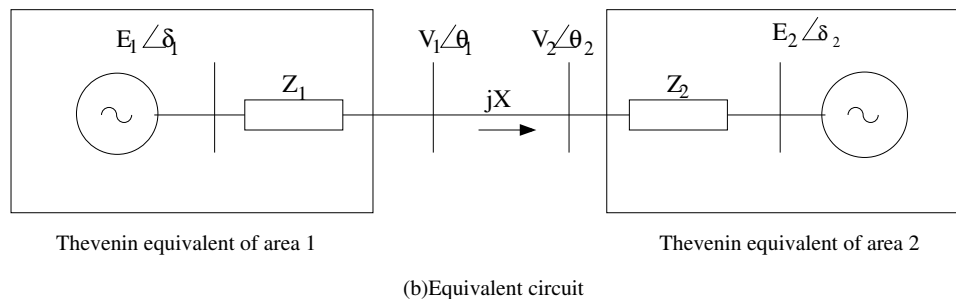 E₁∠δ₁
V₁∠θ₁
V₂∠θ₂
E₂∠δ₂
Z₁
jX
Z₂
Thevenin equivalent of area 1
Thevenin equivalent of area 2
(b)Equivalent circuit